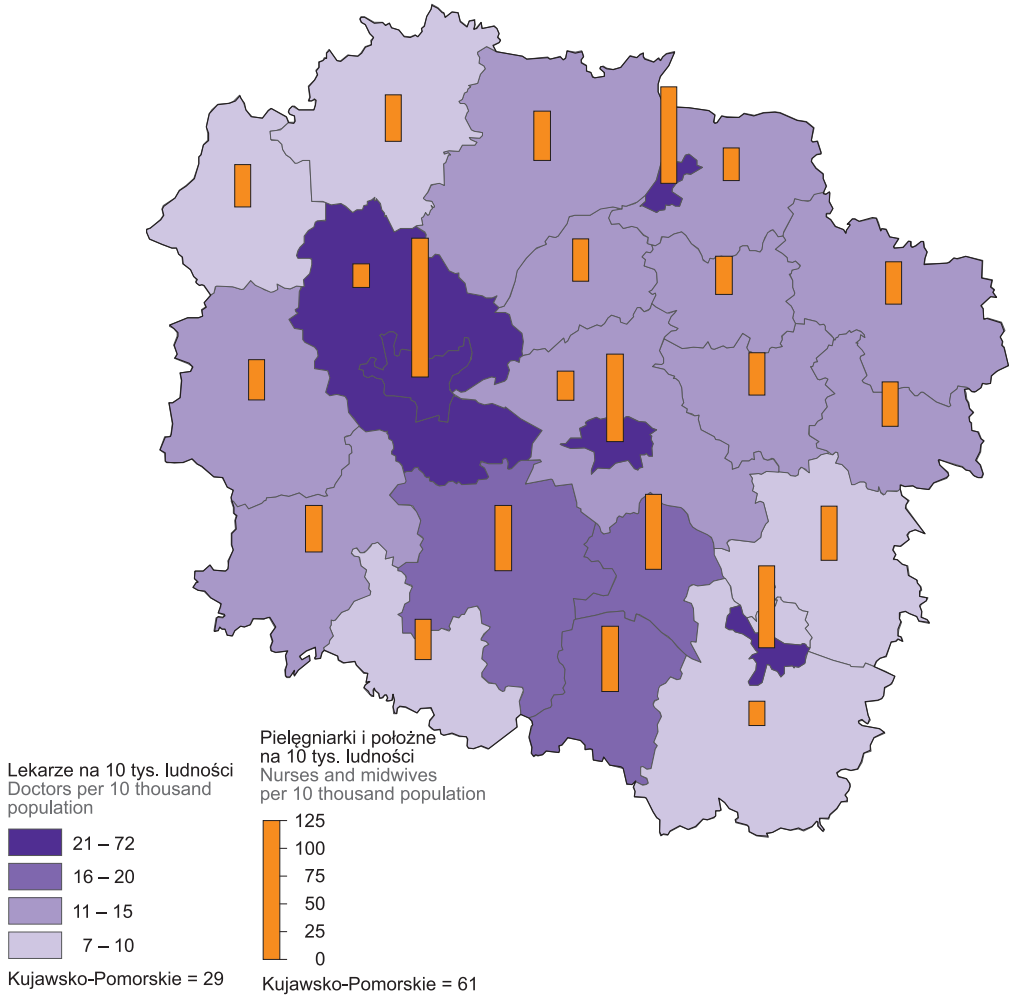 Lekarze na 10 tys. ludności
Doctors per 10 thousand
population
21 – 72
16 – 20
11 – 15
7 – 10
Kujawsko-Pomorskie = 29
Pielęgniarki i położne
na 10 tys. ludności
Nurses and midwives
per 10 thousand population
125
100
75
50
25
0
Kujawsko-Pomorskie = 61